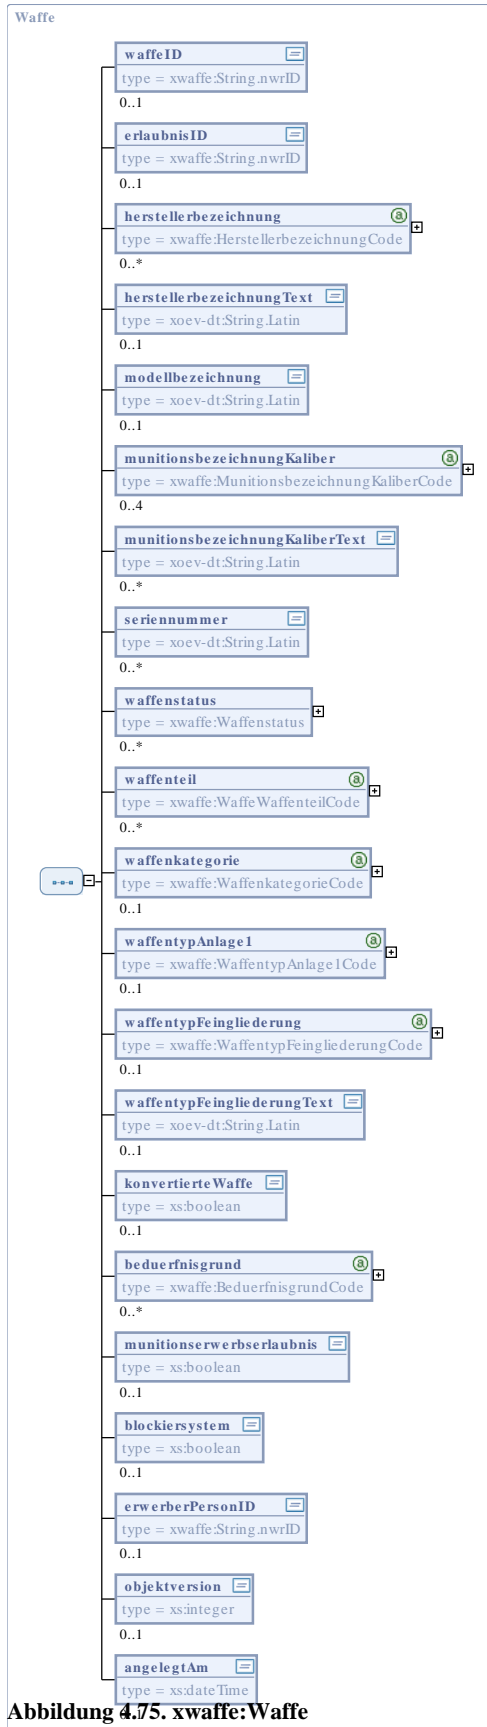 Waffe
waffeID
type = xwaffe:String.nwrID
0..1
erlaubnisID
type = xwaffe:String.nwrID
0..1
herstellerbezeichnung
type = xwaffe:HerstellerbezeichnungCode
0..*
herstellerbezeichnungText
type = xoev-dt:String.Latin
0..1
modellbezeichnung
type = xoev-dt:String.Latin
0..1
munitionsbezeichnungKaliber
type = xwaffe:MunitionsbezeichnungKaliberCode
0..4
munitionsbezeichnungKaliberText
type = xoev-dt:String.Latin
0..*
seriennummer
type = xoev-dt:String.Latin
0..*
waffenstatus
type = xwaffe:Waffenstatus
0..*
waffenteil
type = xwaffe:WaffeWaffenteilCode
0..*
waffenkategorie
type = xwaffe:WaffenkategorieCode
0..1
waffentypAnlage1
type = xwaffe:WaffentypAnlage1Code
0..1
waffentypFeingliederung
type = xwaffe:WaffentypFeingliederungCode
0..1
waffentypFeingliederungText
type = xoev-dt:String.Latin
0..1
konvertierteWaffe
type = xs:boolean
0..1
beduerfnisgrund
type = xwaffe:BeduerfnisgrundCode
0..*
munitionserwerbserlaubnis
type = xs:boolean
0..1
blockiersystem
type = xs:boolean
0..1
erwerberPersonID
type = xwaffe:String.nwrID
0..1
objektversion
type = xs:integer
0..1
angelegtAm
type = xs:dateTime
Abbildung 4.75. xwaffe:Waffe